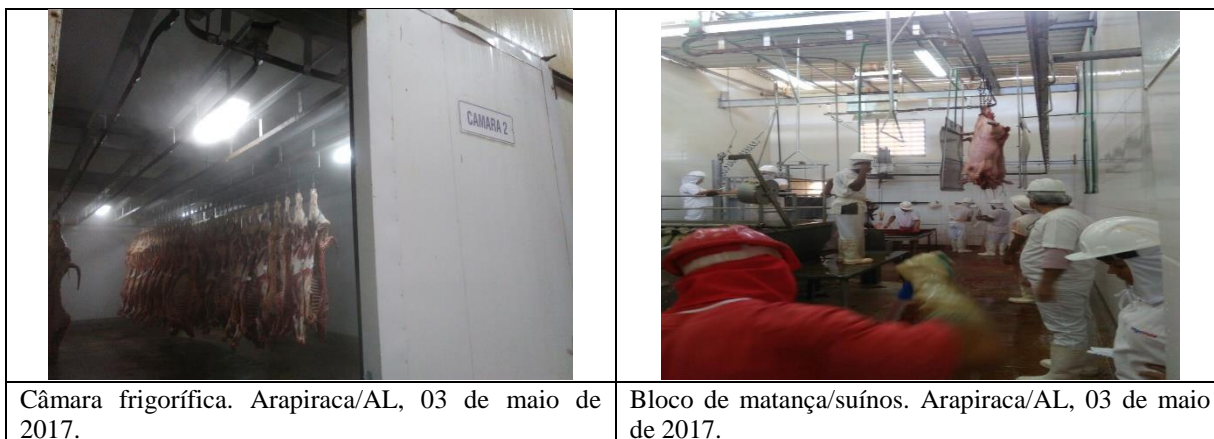 CAMARA 2
Câmara frigorífica. Arapiraca/AL, 03 de maio de
2017.
Bloco de matança/suínos. Arapiraca/AL, 03 de maio
de 2017.